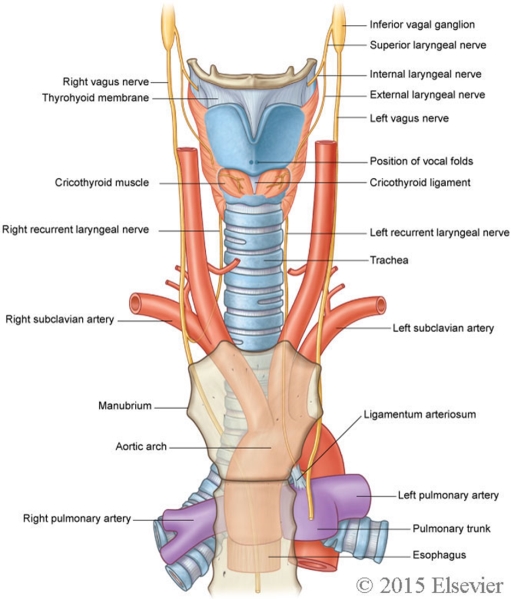 Inferior vagal ganglion
Superior laryngeal nerve
Right vagus nerve
Internal laryngeal nerve
Thyrohyoid membrane
External laryngeal nerve
Left vagus nerve
Position of vocal folds
Cricothyroid muscle
Cricothyroid ligament
Right recurrent laryngeal nerve
Left recurrent laryngeal nerve
Trachea
Right subclavian artery
Left subclavian artery
Manubrium
Ligamentum arteriosum
Aortic arch
Left pulmonary artery
Right pulmonary artery
Pulmonary trunk
Esophagus
© 2015 Elsevier